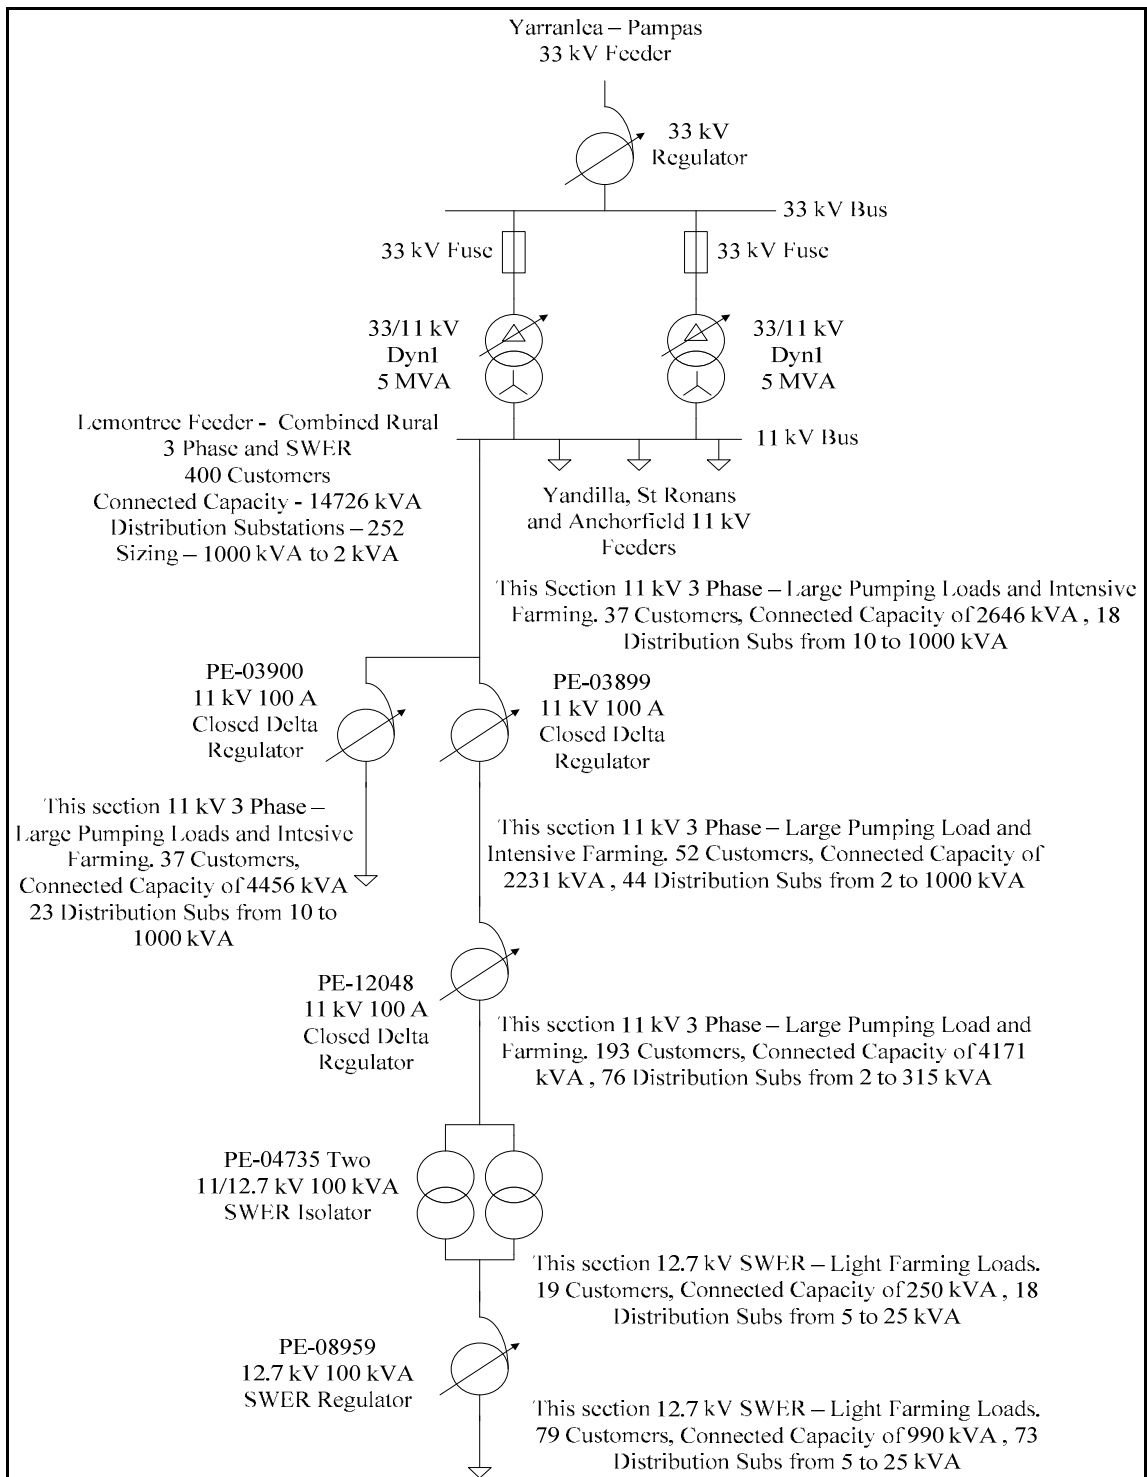 Yarranlea – Pampas
33 kV Feeder
33 kV
Regulator
33 kV Bus
33 kV Fuse
33 kV Fuse
33/11 kV
Dyn1
5 MVA
33/11 kV
Dyn1
5 MVA
Lemontree Feeder - Combined Rural
3 Phase and SWER
400 Customers
Connected Capacity - 14726 kVA
Distribution Substations – 252
Sizing – 1000 kVA to 2 kVA
11 kV Bus
Yandilla, St Ronans
and Anchorfield 11 kV
Feeders
This Section 11 kV 3 Phase – Large Pumping Loads and Intensive
Farming. 37 Customers, Connected Capacity of 2646 kVA , 18
Distribution Subs from 10 to 1000 kVA
PE-03900
11 kV 100 A
Closed Delta
Regulator
PE-03899
11 kV 100 A
Closed Delta
Regulator
This section 11 kV 3 Phase –
Large Pumping Loads and Intesive
Farming. 37 Customers,
Connected Capacity of 4456 kVA
23 Distribution Subs from 10 to
1000 kVA
This section 11 kV 3 Phase – Large Pumping Load and
Intensive Farming. 52 Customers, Connected Capacity of
2231 kVA , 44 Distribution Subs from 2 to 1000 kVA
PE-12048
11 kV 100 A
Closed Delta
Regulator
This section 11 kV 3 Phase – Large Pumping Load and
Farming. 193 Customers, Connected Capacity of 4171
kVA , 76 Distribution Subs from 2 to 315 kVA
PE-04735 Two
11/12.7 kV 100 kVA
SWER Isolator
This section 12.7 kV SWER – Light Farming Loads.
19 Customers, Connected Capacity of 250 kVA , 18
Distribution Subs from 5 to 25 kVA
PE-08959
12.7 kV 100 kVA
SWER Regulator
This section 12.7 kV SWER – Light Farming Loads.
79 Customers, Connected Capacity of 990 kVA , 73
Distribution Subs from 5 to 25 kVA